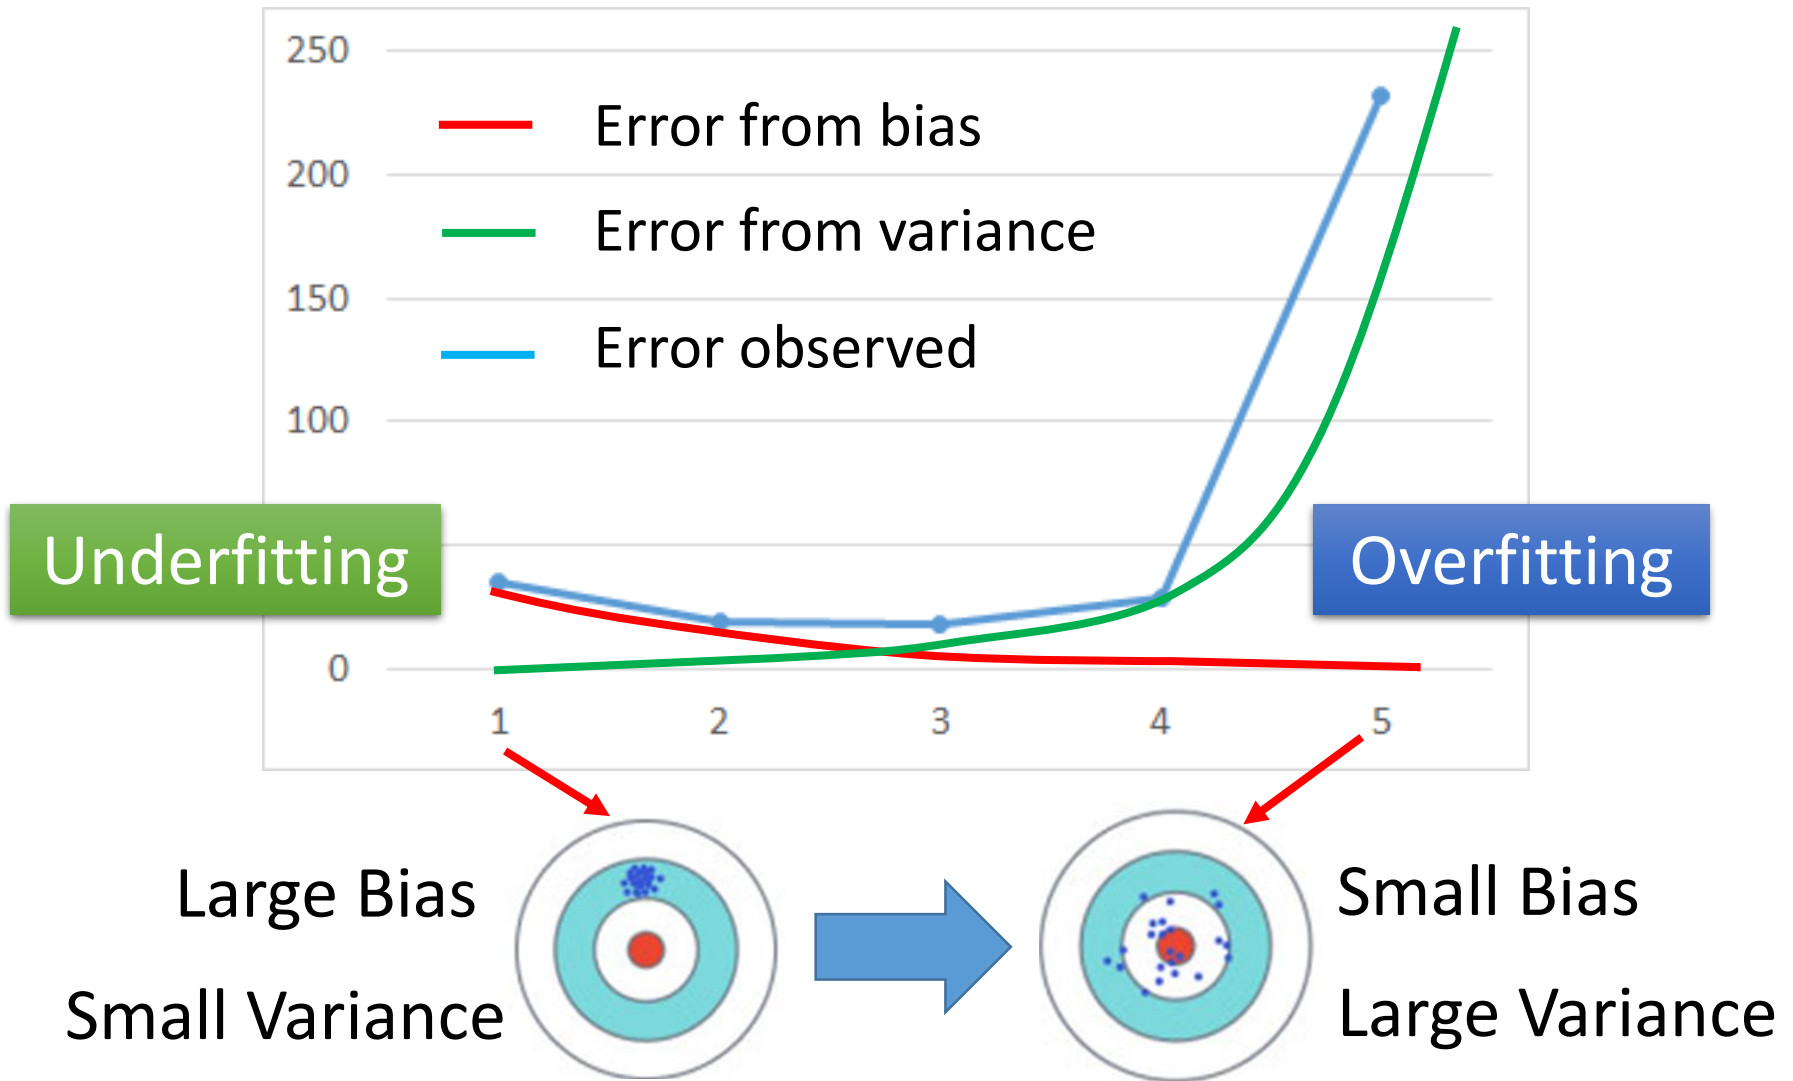 250
Error from bias
200
Error from variance
150
Error observed
100
Underfitting
Overfitting
0
1 2 3 4 5
Large Bias
Small Variance
Small Bias
Large Variance